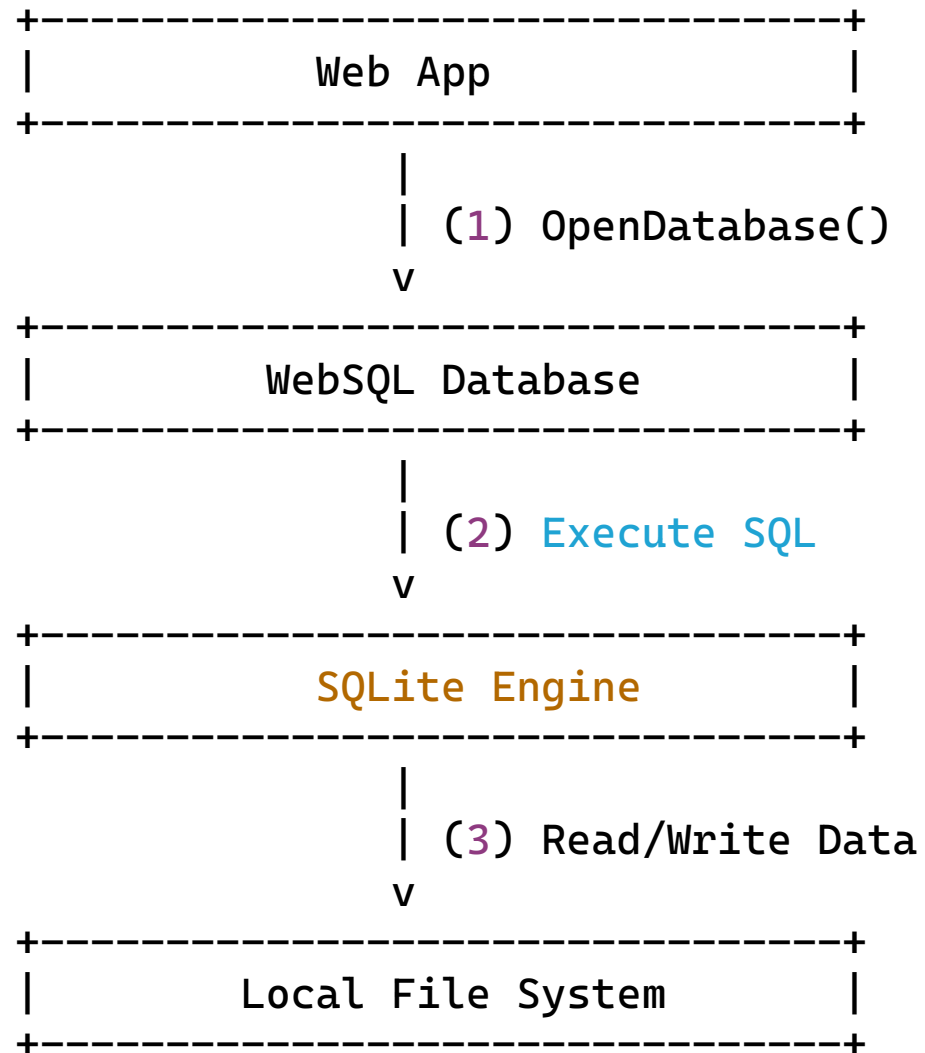 +--------------------------------+
|           Web App              |
+--------------------------------+
               |
               | (1) OpenDatabase()
               v
+--------------------------------+
|         WebSQL Database        |
+--------------------------------+
               |
               | (2) Execute SQL
               v
+--------------------------------+
|           SQLite Engine        |
+--------------------------------+
               |
               | (3) Read/Write Data
               v
+--------------------------------+
|        Local File System       |
+--------------------------------+